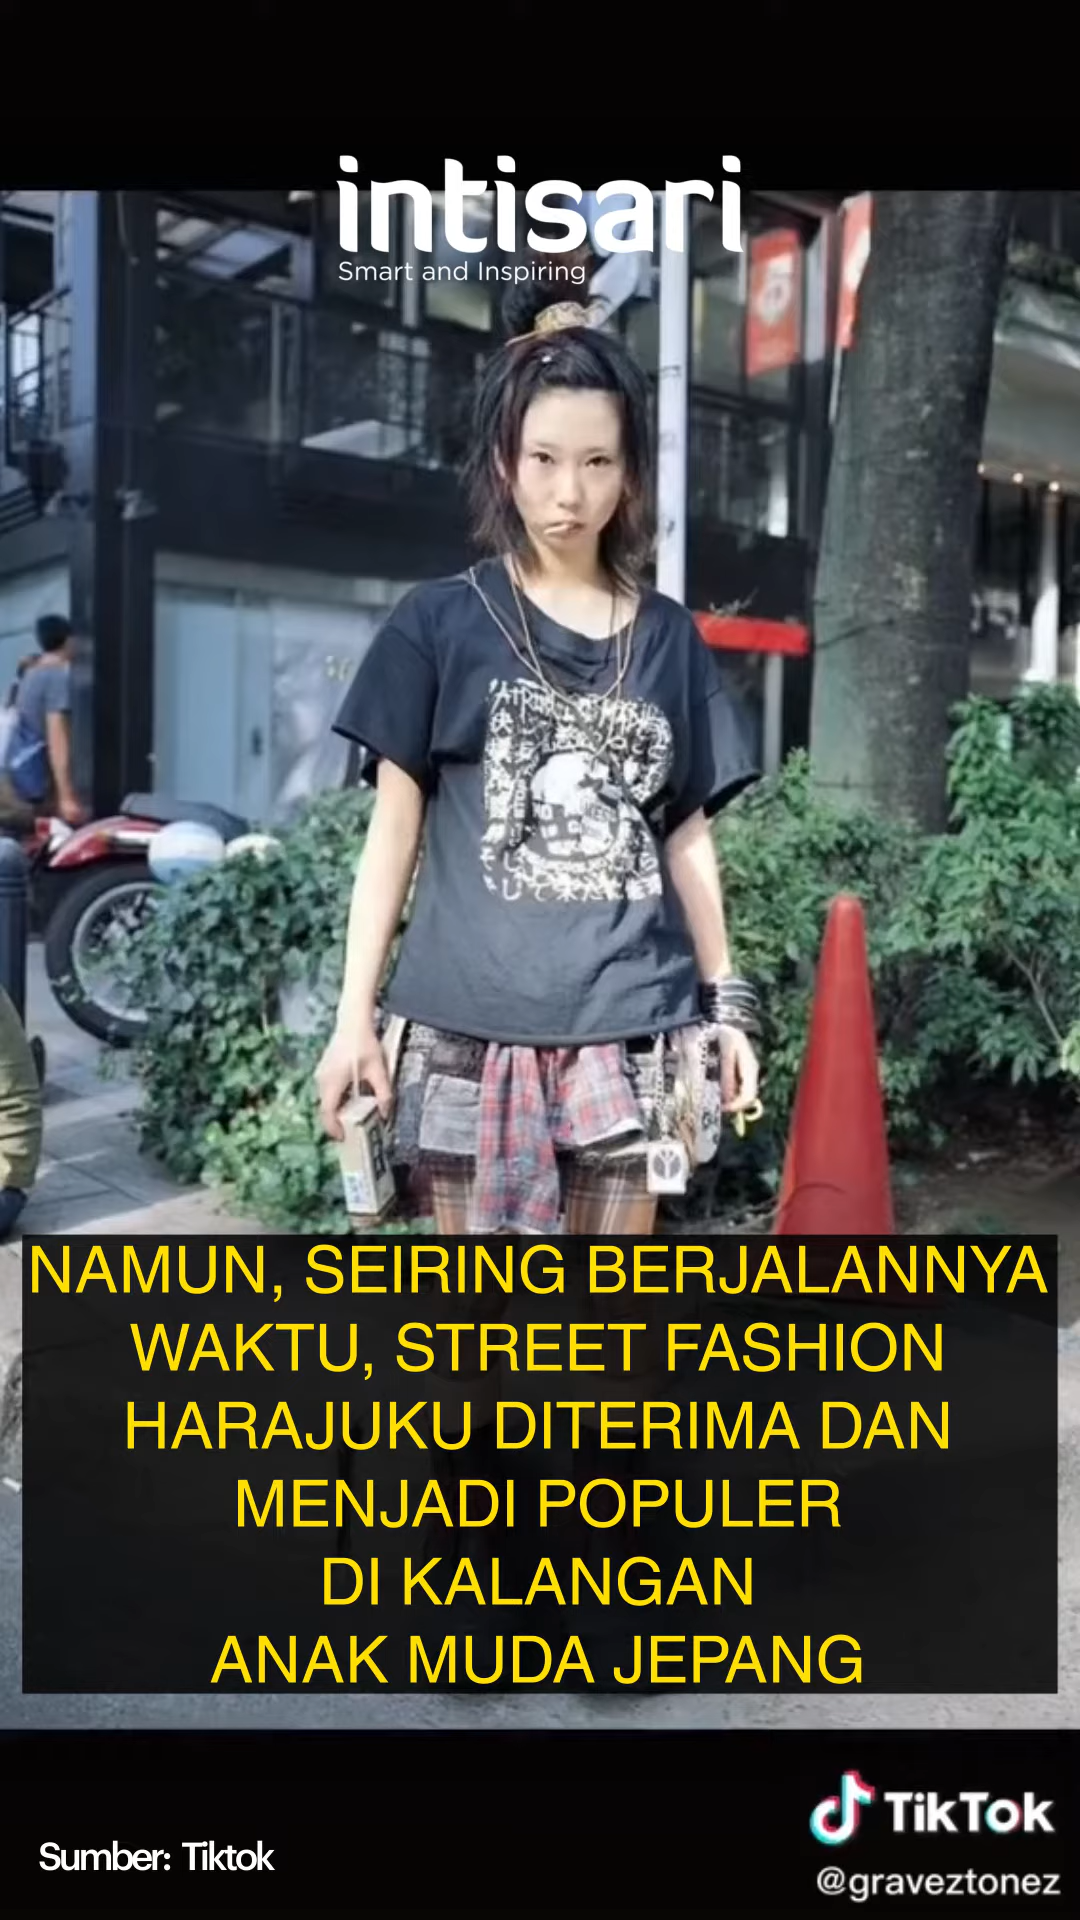 intisari
Smart and Inspiring
NAMUN, SEIRING BERJALANNYA
WAKTU, STREET FASHION
HARAJUKU DITERIMA DAN
MENJADI POPULER
DI KALANGAN
ANAK MUDA JEPANG
TikTok
Sumber: Tiktok
@graveztonez